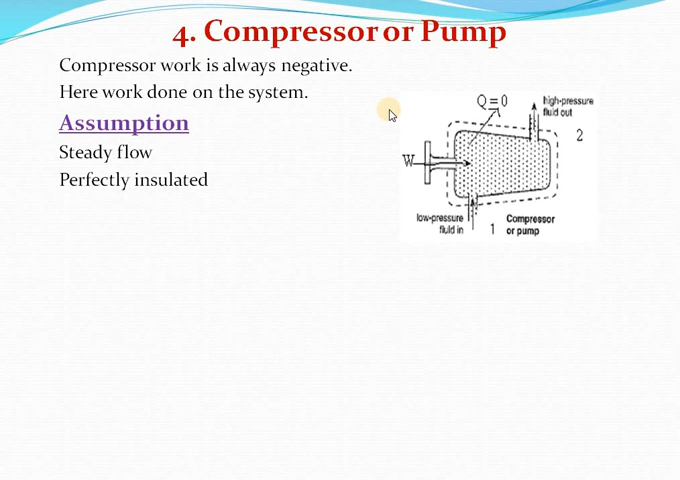 4. Compressor or Pump
Compressor work is always negative.
Here work done on the system.
Assumption
Steady flow
Perfectly insulated
Q=0
high-pressure
fluid out
2
W
low-pressure
fluid in
1
Compressor
or pump